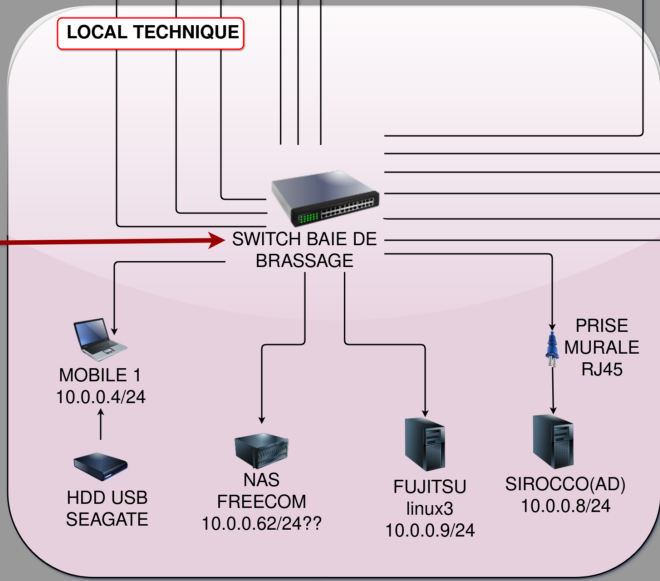 LOCAL TECHNIQUE
SWITCH BAIE DE
BRASSAGE
PRISE
MURALE
RJ45
MOBILE 1
10.0.0.4/24
HDD USB
SEAGATE
NAS
FREECOM
10.0.0.62/24??
FUJITSU
linux3
10.0.0.9/24
SIROCCO(AD)
10.0.0.8/24